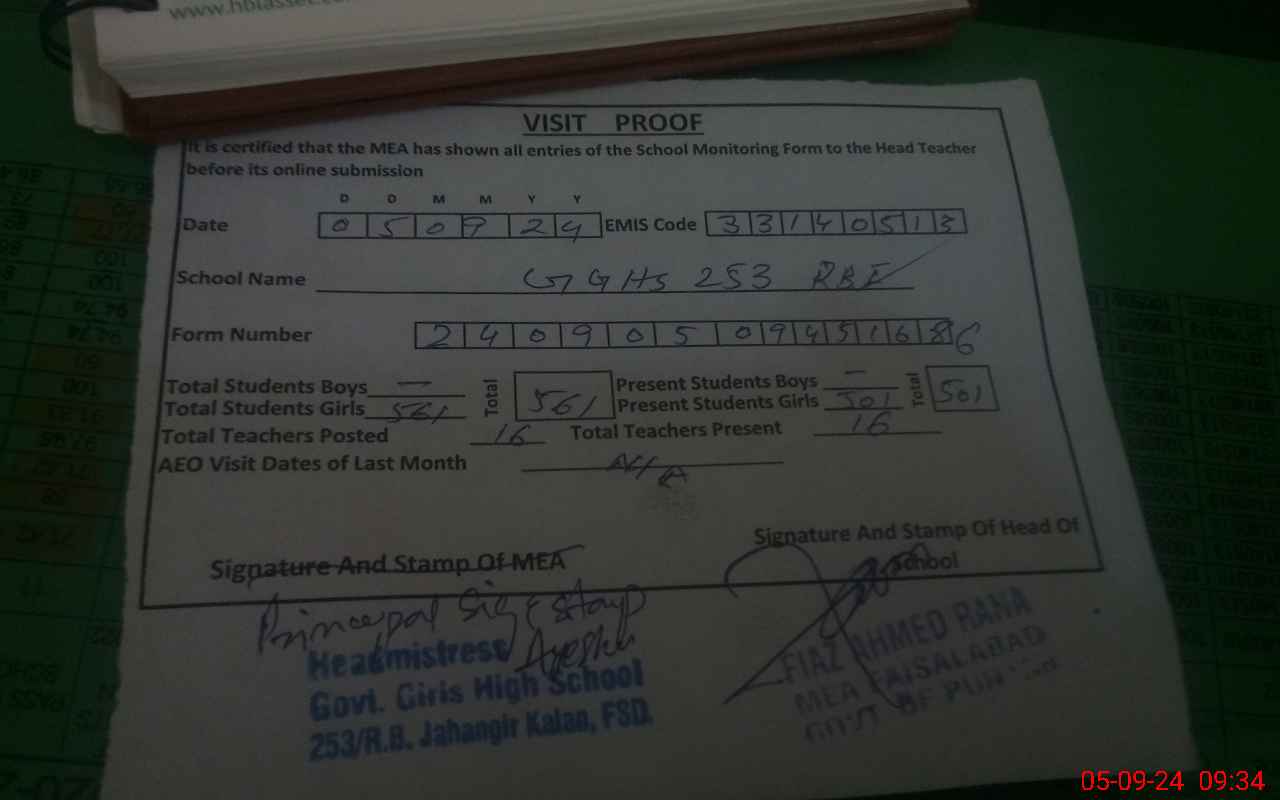 www.hblasset.co
VISIT PROOF
It is certified that the MEA has shown all entries of the School Monitoring Form to the Head Teacher
before its online submission
D D M M Y Y
Date 0 5 0 9 2 4 EMIS Code 3 3 1 4 0 5 1 3
School Name GGHS 253 RBI
Form Number 2 4 0 9 0 5 0 9 4 5 1 6 8 6
Total Students Boys — Total 561 Present Students Boys — Total 501
Total Students Girls 561 Present Students Girls 501
Total Teachers Posted 16 Total Teachers Present 16
AEO Visit Dates of Last Month N/A
Signature And Stamp Of MEA
Signature And Stamp Of Head Of
School
Principal Sig & stamp
Headmistress Ayesha
Govt. Girls High School
253/R.B. Jahangir Kalan, FSD.
FIAZ AHMED RANA
MEA FAISALABAD
GOVT OF PUN
05-09-24 09:34